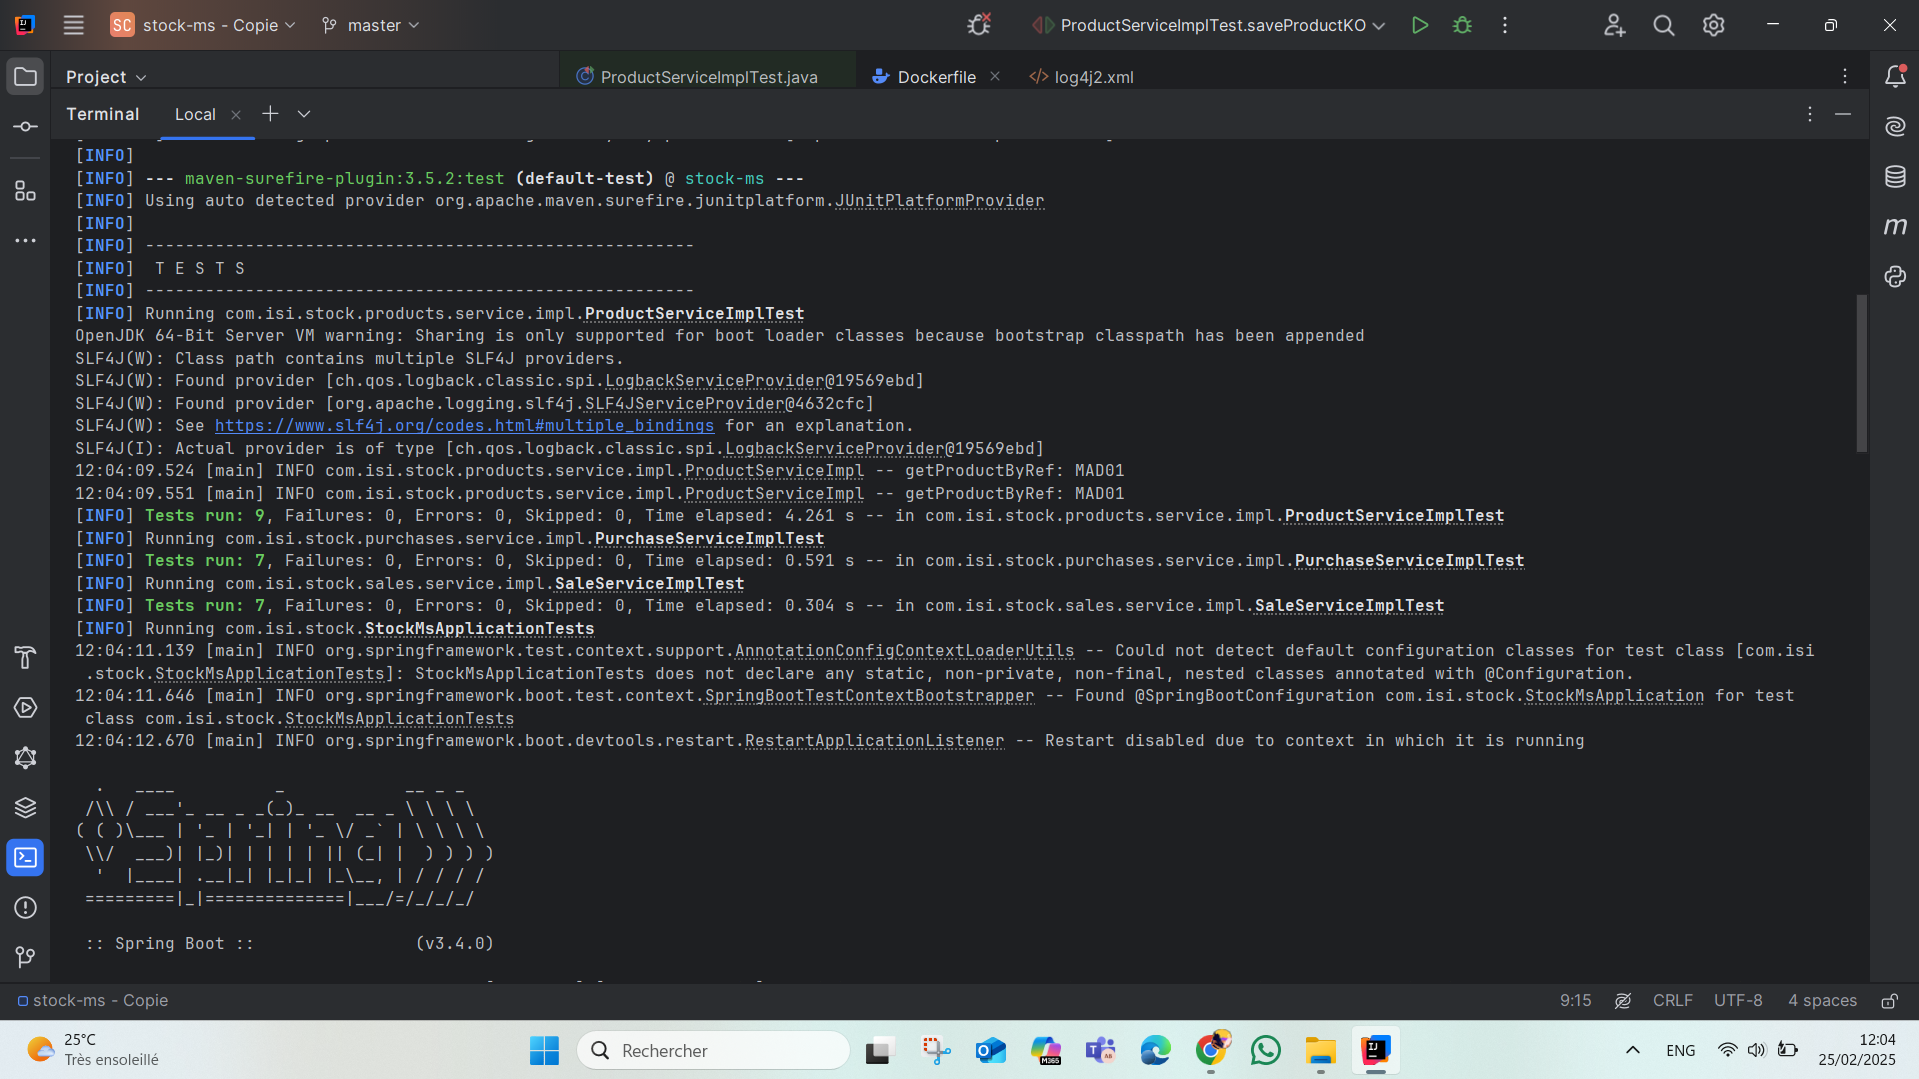 SC stock-ms - Copie master ProductServiceImplTest.saveProductKO
Project ProductServiceImplTest.java Dockerfile log4j2.xml
Terminal Local
[INFO]
[INFO] --- maven-surefire-plugin:3.5.2:test (default-test) @ stock-ms ---
[INFO] Using auto detected provider org.apache.maven.surefire.junitplatform.JUnitPlatformProvider
[INFO]
[INFO] -------------------------------------------------------
[INFO]  T E S T S
[INFO] -------------------------------------------------------
[INFO] Running com.isi.stock.products.service.impl.ProductServiceImplTest
OpenJDK 64-Bit Server VM warning: Sharing is only supported for boot loader classes because bootstrap classpath has been appended
SLF4J(W): Class path contains multiple SLF4J providers.
SLF4J(W): Found provider [ch.qos.logback.classic.spi.LogbackServiceProvider@19569ebd]
SLF4J(W): Found provider [org.apache.logging.slf4j.SLF4JServiceProvider@4632cfc]
SLF4J(W): See https://www.slf4j.org/codes.html#multiple_bindings for an explanation.
SLF4J(I): Actual provider is of type [ch.qos.logback.classic.spi.LogbackServiceProvider@19569ebd]
12:04:09.524 [main] INFO com.isi.stock.products.service.impl.ProductServiceImpl -- getProductByRef: MAD01
12:04:09.551 [main] INFO com.isi.stock.products.service.impl.ProductServiceImpl -- getProductByRef: MAD01
[INFO] Tests run: 9, Failures: 0, Errors: 0, Skipped: 0, Time elapsed: 4.261 s -- in com.isi.stock.products.service.impl.ProductServiceImplTest
[INFO] Running com.isi.stock.purchases.service.impl.PurchaseServiceImplTest
[INFO] Tests run: 7, Failures: 0, Errors: 0, Skipped: 0, Time elapsed: 0.591 s -- in com.isi.stock.purchases.service.impl.PurchaseServiceImplTest
[INFO] Running com.isi.stock.sales.service.impl.SaleServiceImplTest
[INFO] Tests run: 7, Failures: 0, Errors: 0, Skipped: 0, Time elapsed: 0.304 s -- in com.isi.stock.sales.service.impl.SaleServiceImplTest
[INFO] Running com.isi.stock.StockMsApplicationTests
12:04:11.139 [main] INFO org.springframework.test.context.support.AnnotationConfigContextLoaderUtils -- Could not detect default configuration classes for test class [com.isi
.stock.StockMsApplicationTests]: StockMsApplicationTests does not declare any static, non-private, non-final, nested classes annotated with @Configuration.
12:04:11.646 [main] INFO org.springframework.boot.test.context.SpringBootTestContextBootstrapper -- Found @SpringBootConfiguration com.isi.stock.StockMsApplication for test
class com.isi.stock.StockMsApplicationTests
12:04:12.670 [main] INFO org.springframework.boot.devtools.restart.RestartApplicationListener -- Restart disabled due to context in which it is running
  .   ____          _            __ _ _
 /\\ / ___'_ __ _ _(_)_ __  __ _ \ \ \ \
( ( )\___ | '_ | '_| | '_ \/ _` | \ \ \ \
 \\/  ___)| |_)| | | | | || (_| |  ) ) ) )
  '  |____| .__|_| |_|_| |_\__, | / / / /
 =========|_|==============|___/=/_/_/_/
 :: Spring Boot ::                (v3.4.0)
stock-ms - Copie 9:15 CRLF UTF-8 4 spaces
25°C
Très ensoleillé
Rechercher
ENG
12:04
25/02/2025